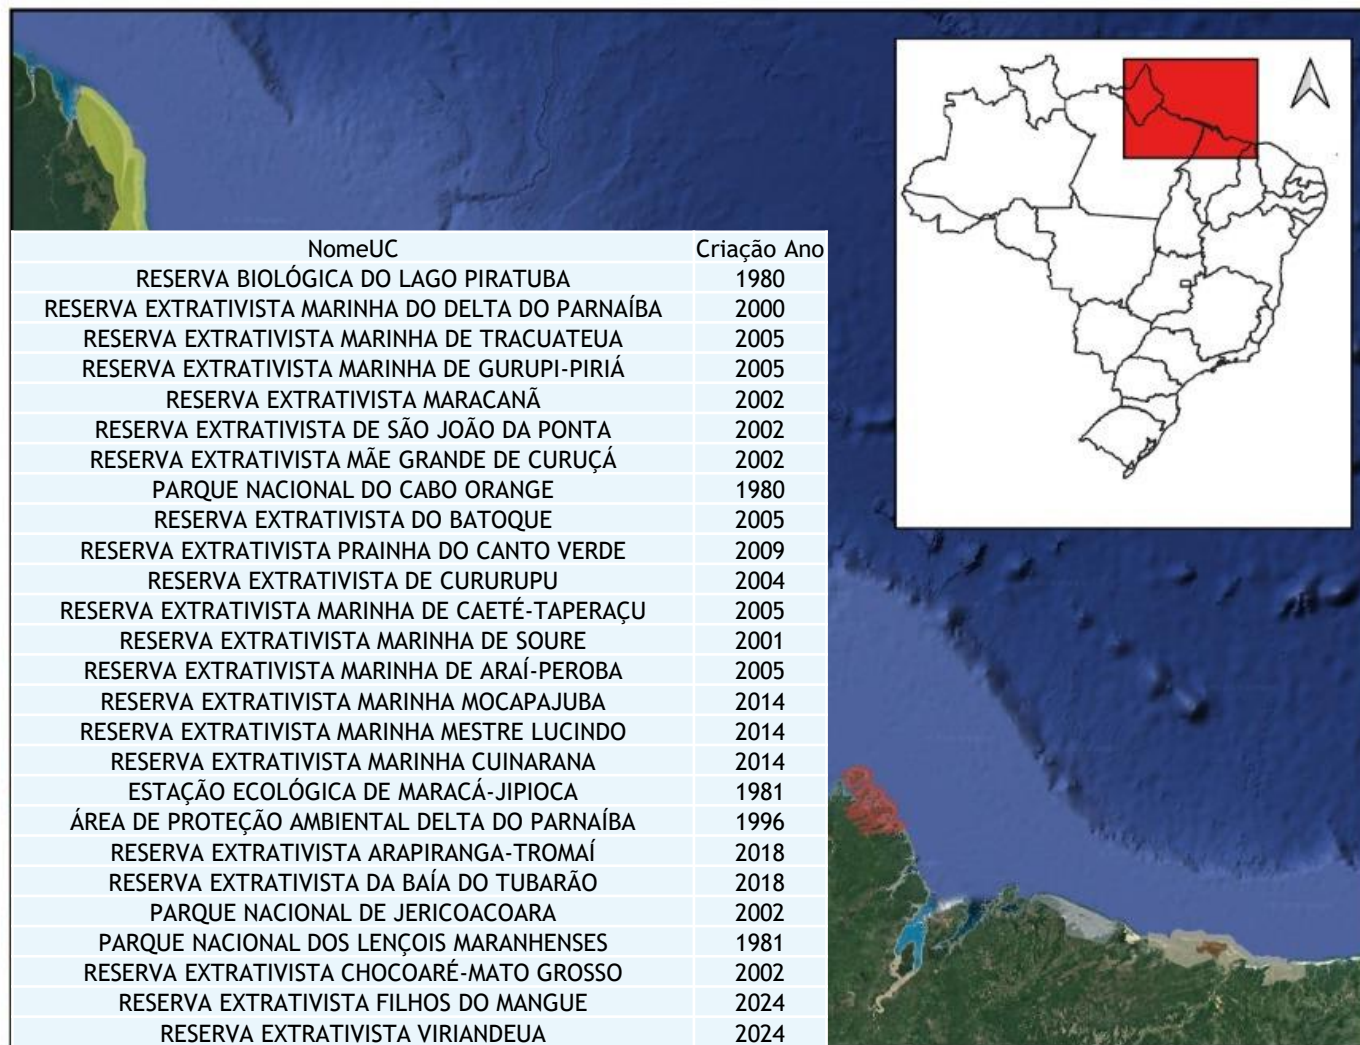 NomeUC Criação Ano
RESERVA BIOLÓGICA DO LAGO PIRATUBA 1980
RESERVA EXTRATIVISTA MARINHA DO DELTA DO PARNAÍBA 2000
RESERVA EXTRATIVISTA MARINHA DE TRACUATEUA 2005
RESERVA EXTRATIVISTA MARINHA DE GURUPI-PIRIÁ 2005
RESERVA EXTRATIVISTA MARACANÃ 2002
RESERVA EXTRATIVISTA DE SÃO JOÃO DA PONTA 2002
RESERVA EXTRATIVISTA MÃE GRANDE DE CURUÇÁ 2002
PARQUE NACIONAL DO CABO ORANGE 1980
RESERVA EXTRATIVISTA DO BATOQUE 2005
RESERVA EXTRATIVISTA PRAINHA DO CANTO VERDE 2009
RESERVA EXTRATIVISTA DE CURURUPU 2004
RESERVA EXTRATIVISTA MARINHA DE CAETÉ-TAPERAÇU 2005
RESERVA EXTRATIVISTA MARINHA DE SOURE 2001
RESERVA EXTRATIVISTA MARINHA DE ARAÍ-PEROBA 2005
RESERVA EXTRATIVISTA MARINHA MOCAPAJUBA 2014
RESERVA EXTRATIVISTA MARINHA MESTRE LUCINDO 2014
RESERVA EXTRATIVISTA MARINHA CUINARANA 2014
ESTAÇÃO ECOLÓGICA DE MARACÁ-JIPIOCA 1981
ÁREA DE PROTEÇÃO AMBIENTAL DELTA DO PARNAÍBA 1996
RESERVA EXTRATIVISTA ARAPIRANGA-TROMAÍ 2018
RESERVA EXTRATIVISTA DA BAÍA DO TUBARÃO 2018
PARQUE NACIONAL DE JERICOACOARA 2002
PARQUE NACIONAL DOS LENÇOIS MARANHENSES 1981
RESERVA EXTRATIVISTA CHOCOARÉ-MATO GROSSO 2002
RESERVA EXTRATIVISTA FILHOS DO MANGUE 2024
RESERVA EXTRATIVISTA VIRIANDEUA 2024